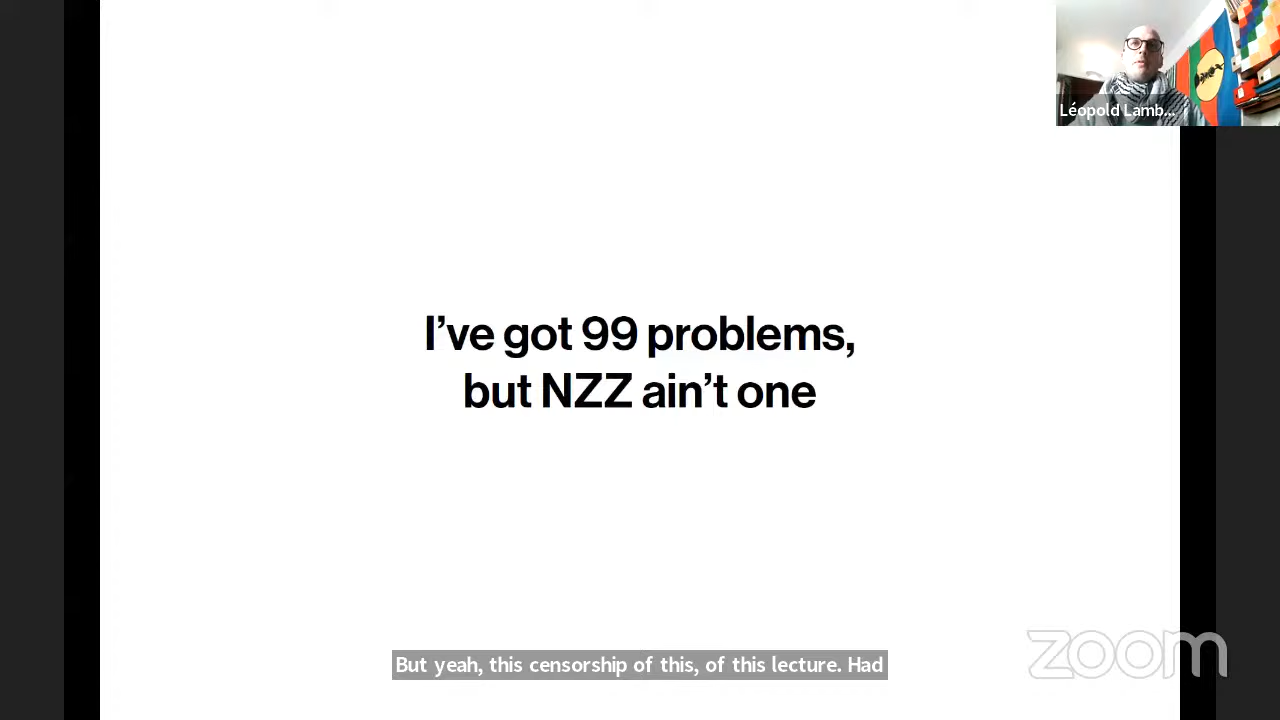 Léopold Lamb...
I've got 99 problems,
but NZZ ain't one
But yeah, this censorship of this, of this lecture. Had
zoom